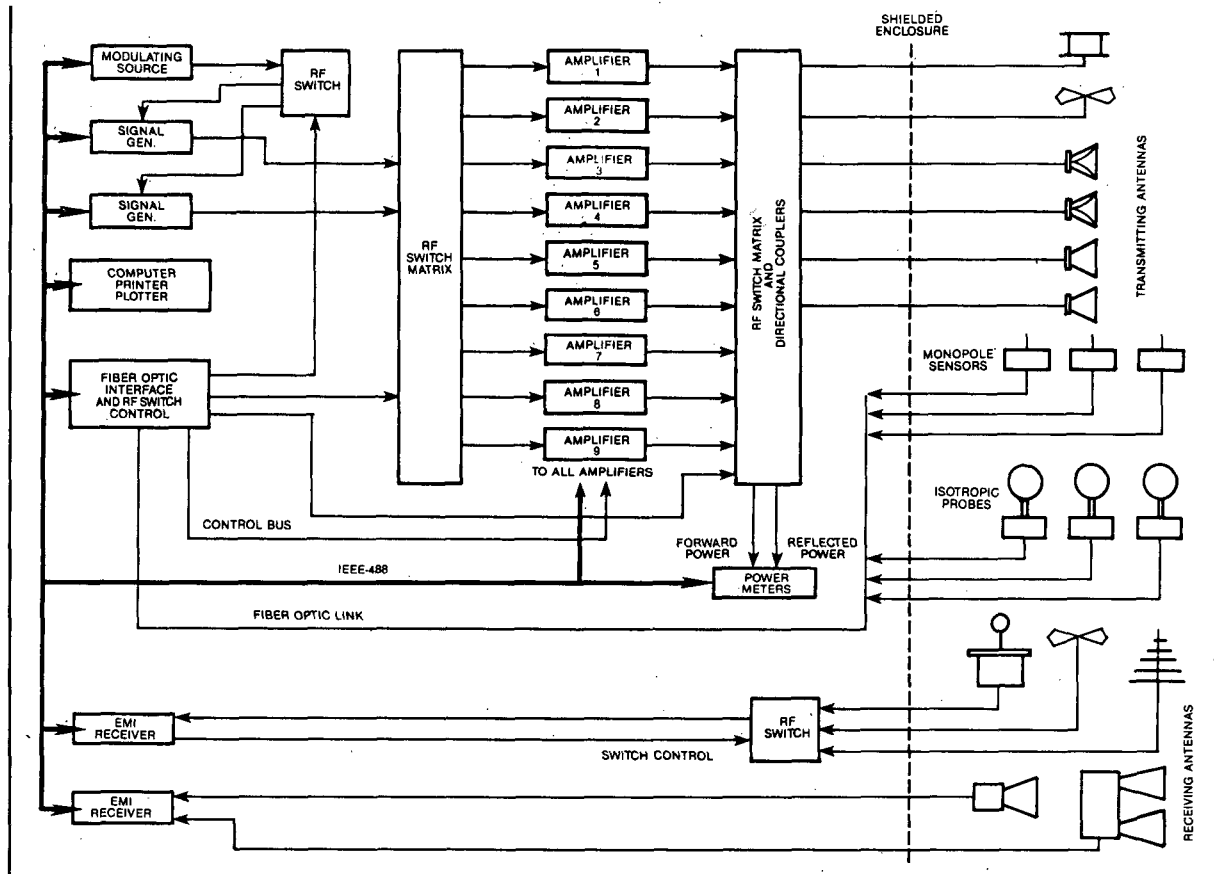 SHIELDED
ENCLOSURE
MODULATING
SOURCE
RF
SWITCH
SIGNAL
GEN.
SIGNAL
GEN.
COMPUTER
PRINTER
PLOTTER
FIBER OPTIC
INTERFACE
AND RF SWITCH
CONTROL
RF
SWITCH
MATRIX
AMPLIFIER
1
AMPLIFIER
2
AMPLIFIER
3
AMPLIFIER
4
AMPLIFIER
5
AMPLIFIER
6
AMPLIFIER
7
AMPLIFIER
8
AMPLIFIER
9
TO ALL AMPLIFIERS
RF SWITCH MATRIX
AND
DIRECTIONAL COUPLERS
TRANSMITTING ANTENNAS
MONOPOLE
SENSORS
ISOTROPIC
PROBES
CONTROL BUS
FORWARD
POWER
REFLECTED
POWER
IEEE-488
POWER
METERS
FIBER OPTIC LINK
EMI
RECEIVER
RF
SWITCH
SWITCH CONTROL
EMI
RECEIVER
RECEIVING ANTENNAS